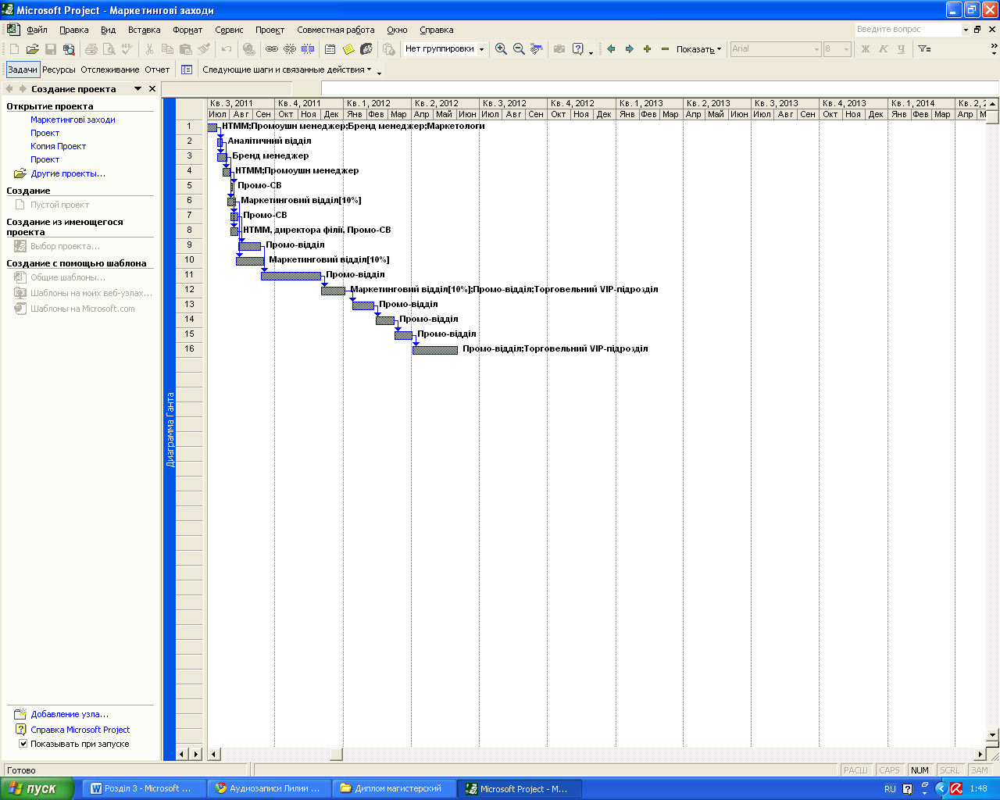 Microsoft Project - Маркетингові заходи
Файл Правка Вид Вставка Формат Сервис Проект Совместная работа Окно Справка Введите вопрос
Нет группировки Показать Arial 8 Ж К Ч
Задачи Ресурсы Отслеживание Отчет Следующие шаги и связанные действия
Создание проекта
Открытие проекта
Маркетингові заходи
Проект
Копия Проект
Проект
Другие проекты...
Создание
Пустой проект
Создание из имеющегося проекта
Выбор проекта...
Создание с помощью шаблона
Общие шаблоны...
Шаблоны на моих веб-узлах...
Шаблоны на Microsoft.com
Добавление узла...
Справка Microsoft Project
Показывать при запуске
Диаграмма Ганта
Кв. 3, 2011 Кв. 4, 2011 Кв. 1, 2012 Кв. 2, 2012 Кв. 3, 2012 Кв. 4, 2012 Кв. 1, 2013 Кв. 2, 2013 Кв. 3, 2013 Кв. 4, 2013 Кв. 1, 2014 Кв. 2, 2
Июл Авг Сен Окт Ноя Дек Янв Фев Мар Апр Май Июн Июл Авг Сен Окт Ноя Дек Янв Фев Мар Апр Май Июн Июл Авг Сен Окт Ноя Дек Янв Фев Мар Апр М
1 НТММ;Промоушн менеджер;Бренд менеджер;Маркетологи
2 Аналітичний відділ
3 Бренд менеджер
4 НТММ;Промоушн менеджер
5 Промо-СВ
6 Маркетинговий відділ[10%]
7 Промо-СВ
8 НТММ, директора філії, Промо-СВ
9 Промо-відділ
10 Маркетинговий відділ[10%]
11 Промо-відділ
12 Маркетинговий відділ[10%];Промо-відділ;Торговельний VIP-підрозділ
13 Промо-відділ
14 Промо-відділ
15 Промо-відділ
16 Промо-відділ;Торговельний VIP-підрозділ
Готово РАСШ CAPS NUM SCRL ЗАМ
пуск Розділ 3 - Microsoft ... Аудиозаписи Лилии ... Диплом магистерский Microsoft Project - М... RU 1:48